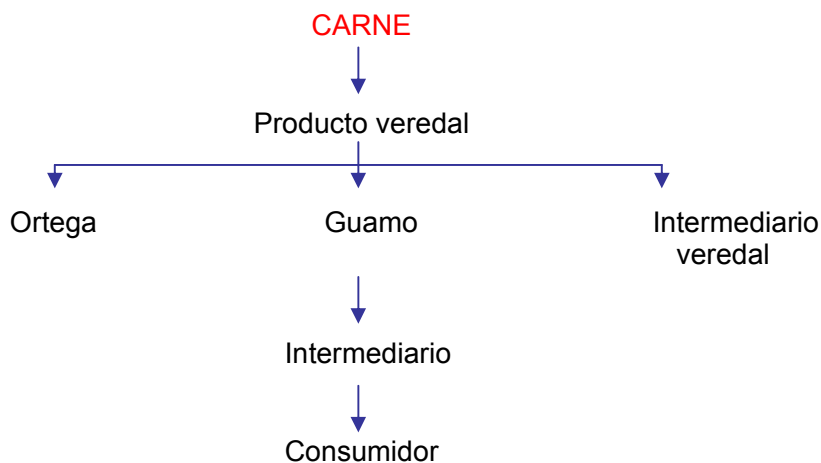 CARNE
Producto veredal
Ortega
Guamo
Intermediario
veredal
Intermediario
Consumidor